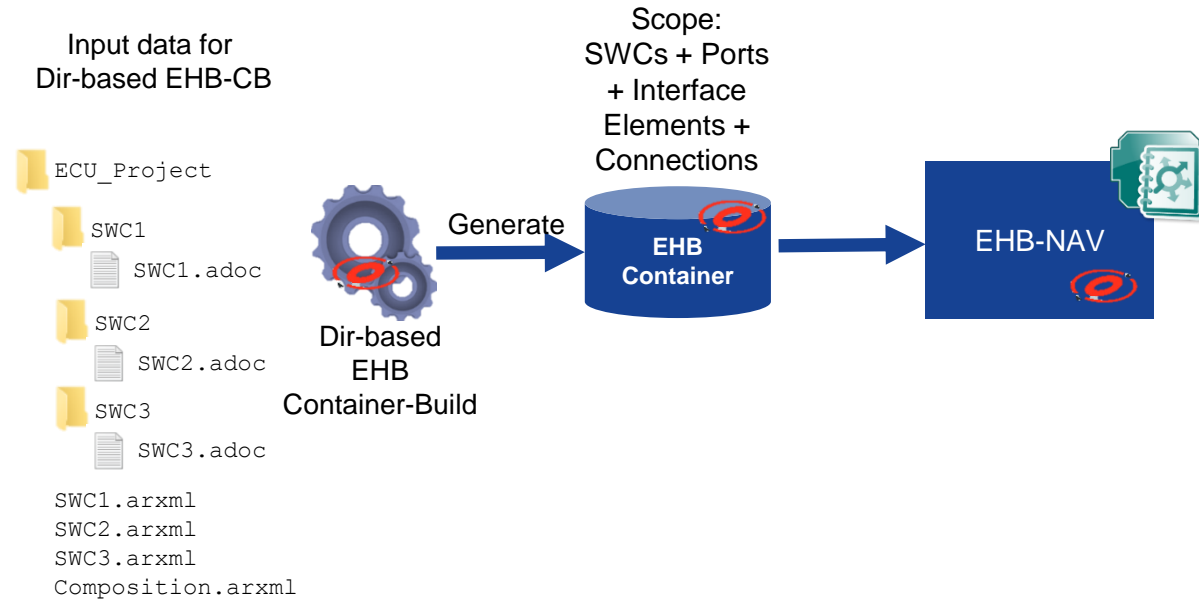 Input data for
Dir-based EHB-CB
ECU_Project
SWC1
SWC1.adoc
SWC2
SWC2.adoc
SWC3
SWC3.adoc
SWC1.arxml
SWC2.arxml
SWC3.arxml
Composition.arxml
Dir-based
EHB
Container-Build
Generate
Scope:
SWCs + Ports
+ Interface
Elements +
Connections
EHB
Container
EHB-NAV